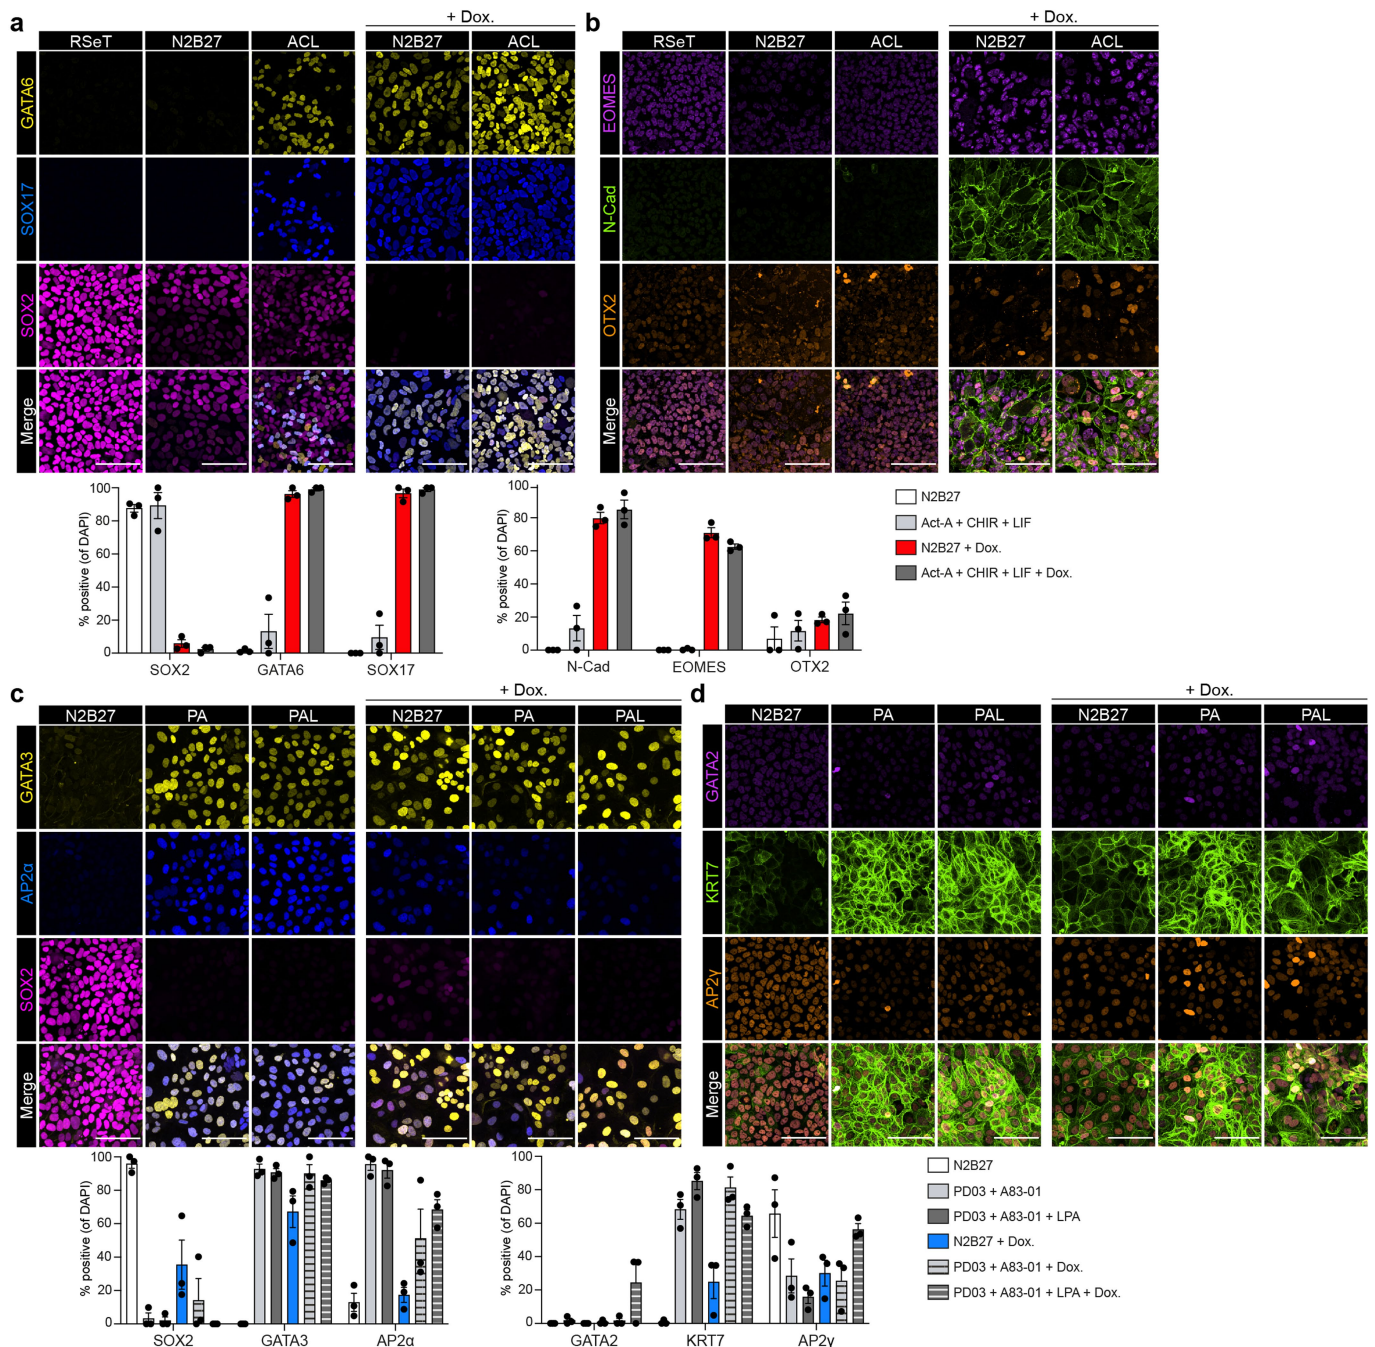 a
+ Dox.
RSeT N2B27 ACL N2B27 ACL
GATA6
SOX17
SOX2
Merge
% positive (of DAPI)
100
80
60
40
20
0
SOX2 GATA6 SOX17
b
+ Dox.
RSeT N2B27 ACL N2B27 ACL
EOMES
N-Cad
OTX2
Merge
% positive (of DAPI)
100
80
60
40
20
0
N-Cad EOMES OTX2
N2B27
Act-A + CHIR + LIF
N2B27 + Dox.
Act-A + CHIR + LIF + Dox.
c
+ Dox.
N2B27 PA PAL N2B27 PA PAL
GATA3
AP2α
SOX2
Merge
% positive (of DAPI)
100
80
60
40
20
0
SOX2 GATA3 AP2α
d
+ Dox.
N2B27 PA PAL N2B27 PA PAL
GATA2
KRT7
AP2γ
Merge
% positive (of DAPI)
100
80
60
40
20
0
GATA2 KRT7 AP2γ
N2B27
PD03 + A83-01
PD03 + A83-01 + LPA
N2B27 + Dox.
PD03 + A83-01 + Dox.
PD03 + A83-01 + LPA + Dox.